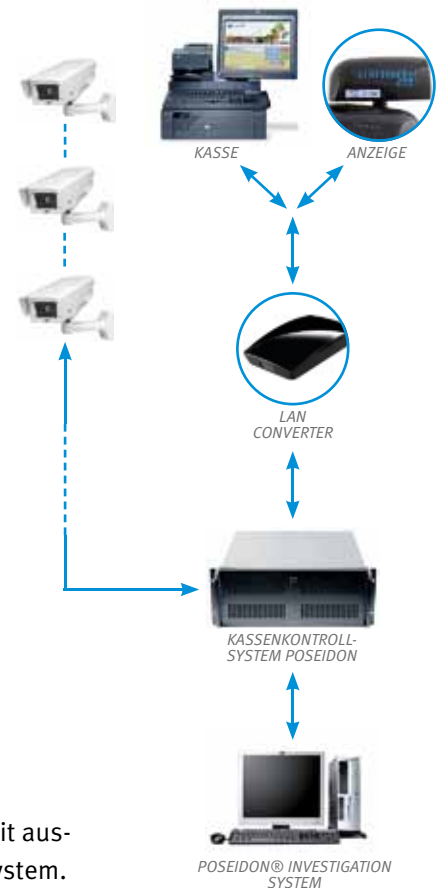 KASSE
ANZEIGE
LAN
CONVERTER
KASSENKONTROLL-
SYSTEM POSEIDON
POSEIDON® INVESTIGATION
SYSTEM
it aus-
ystem.